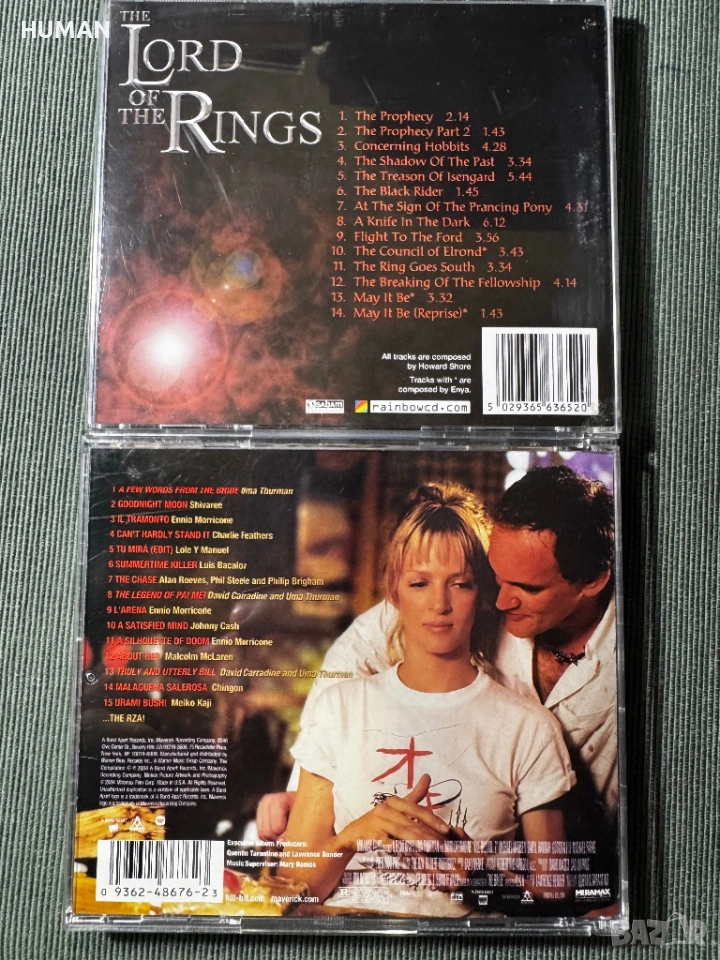 HUMAN
THE
LORD
OF
THE RINGS
1. The Prophecy 2.14
2. The Prophecy Part 2 1.43
3. Concerning Hobbits 4.28
4. The Shadow Of The Past 3.34
5. The Treason Of Isengard 5.44
6. The Black Rider 1.45
7. At The Sign Of The Prancing Pony 4.31
8. A Knife In The Dark 6.12
9. Flight To The Ford 3.56
10. The Council of Elrond* 3.43
11. The Ring Goes South 3.34
12. The Breaking Of The Fellowship 4.14
13. May It Be* 3.32
14. May It Be (Reprise)* 1.43
All tracks are composed
by Howard Shore
Tracks with * are
composed by Enya.
SABAM
rainbowcd.com
5 029365 636520
1 A FEW WORDS FROM THE BRIDE Uma Thurman
2 GOODNIGHT MOON Shivaree
3 IL TRAMONTO Ennio Morricone
4 CAN'T HARDLY STAND IT Charlie Feathers
5 TU MIRÁ (EDIT) Lole Y Manuel
6 SUMMERTIME KILLER Luis Bacalov
7 THE CHASE Alan Reeves, Phil Steele and Philip Brigham
8 THE LEGEND OF PAI MEI David Carradine and Uma Thurman
9 L'ARENA Ennio Morricone
10 A SATISFIED MIND Johnny Cash
11 A SILHOUETTE OF DOOM Ennio Morricone
12 ABOUT HER Malcolm McLaren
13 TRULY AND UTTERLY BILL David Carradine and Uma Thurman
14 MALAGUEÑA SALEROSA Chingon
15 URAMI BUSHI Meiko Kaji
...THE RZA!
Executive Album Producers:
Quentin Tarantino and Lawrence Bender
Music Supervisor: Mary Ramos
0 9362-48676-2 3
kill-bill.com maverick.com
R
dts
MIRAMAX
BAZAR